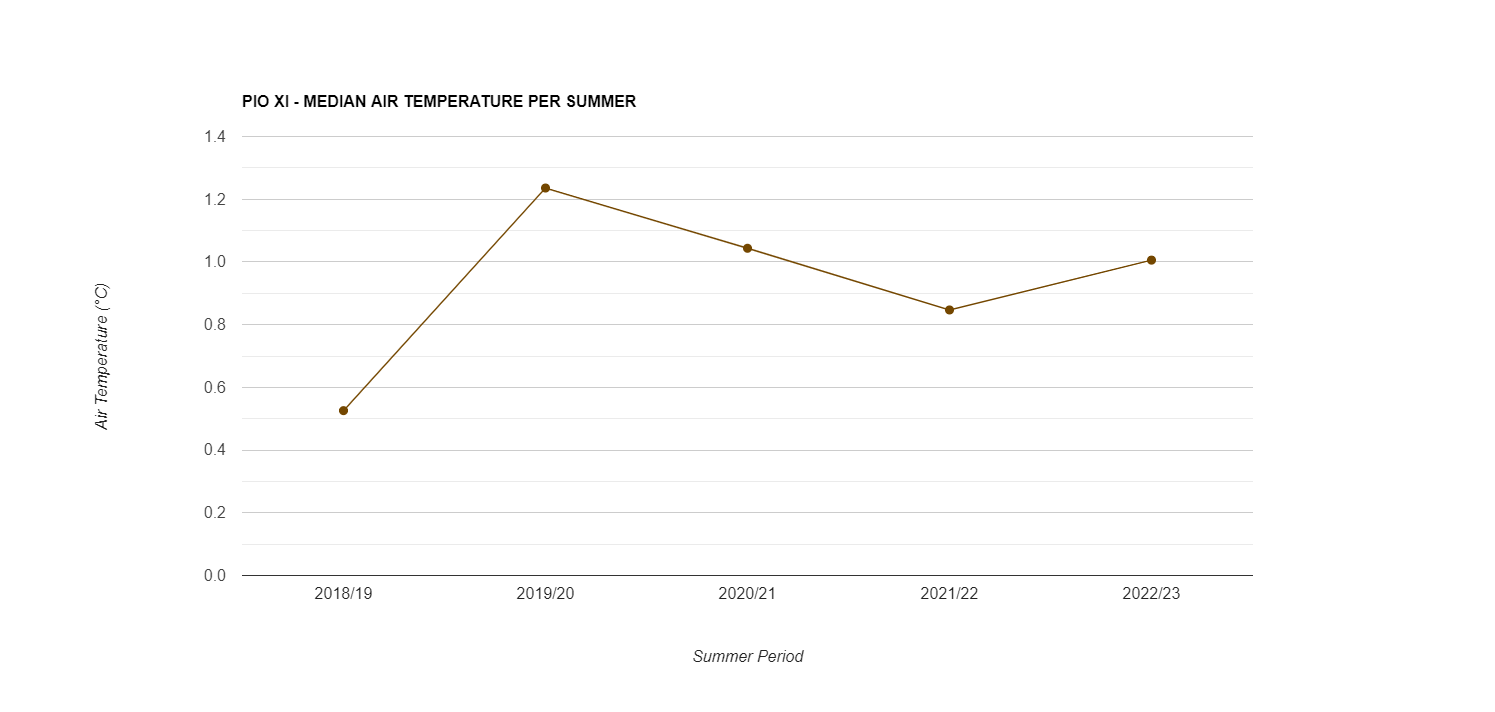 PIO XI - MEDIAN AIR TEMPERATURE PER SUMMER
1.4
1.2
1.0
0.8
0.6
0.4
0.2
0.0
Air Temperature (°C)
2018/19 2019/20 2020/21 2021/22 2022/23
Summer Period